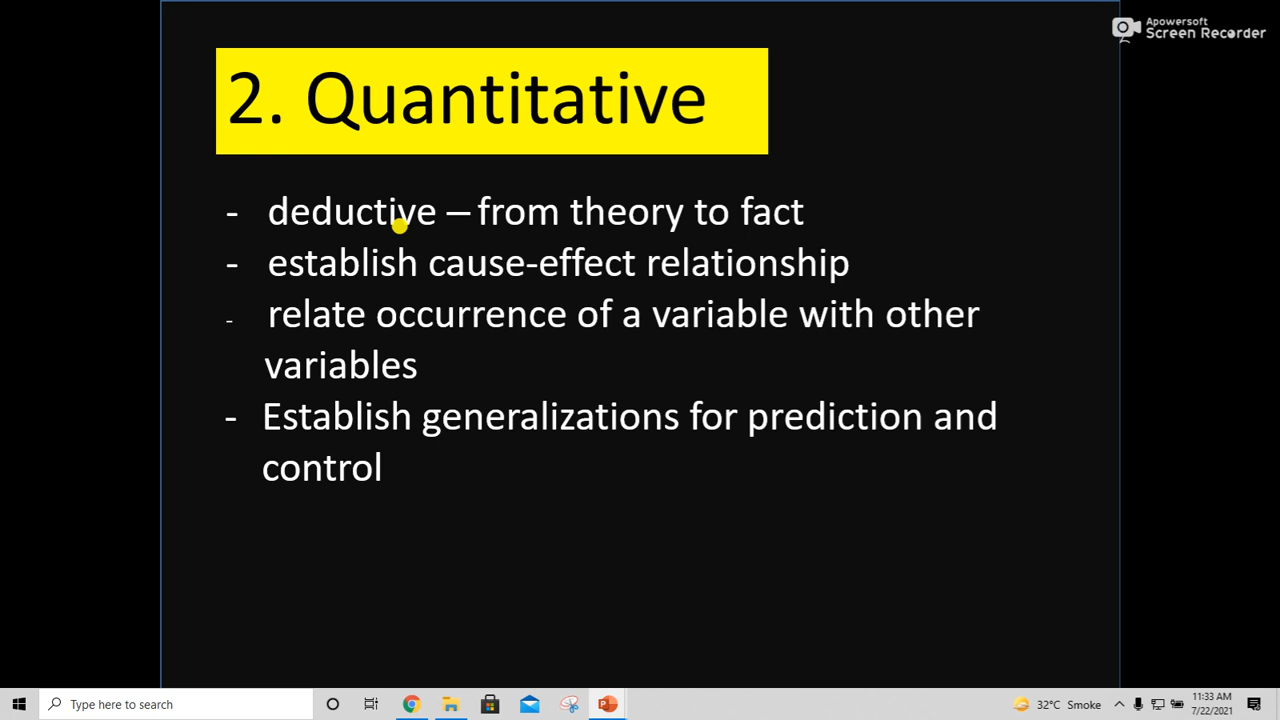 Apowersoft
Screen Recorder
2. Quantitative
- deductive – from theory to fact
- establish cause-effect relationship
- relate occurrence of a variable with other
variables
- Establish generalizations for prediction and
control
Type here to search
32°C Smoke
11:33 AM
7/22/2021